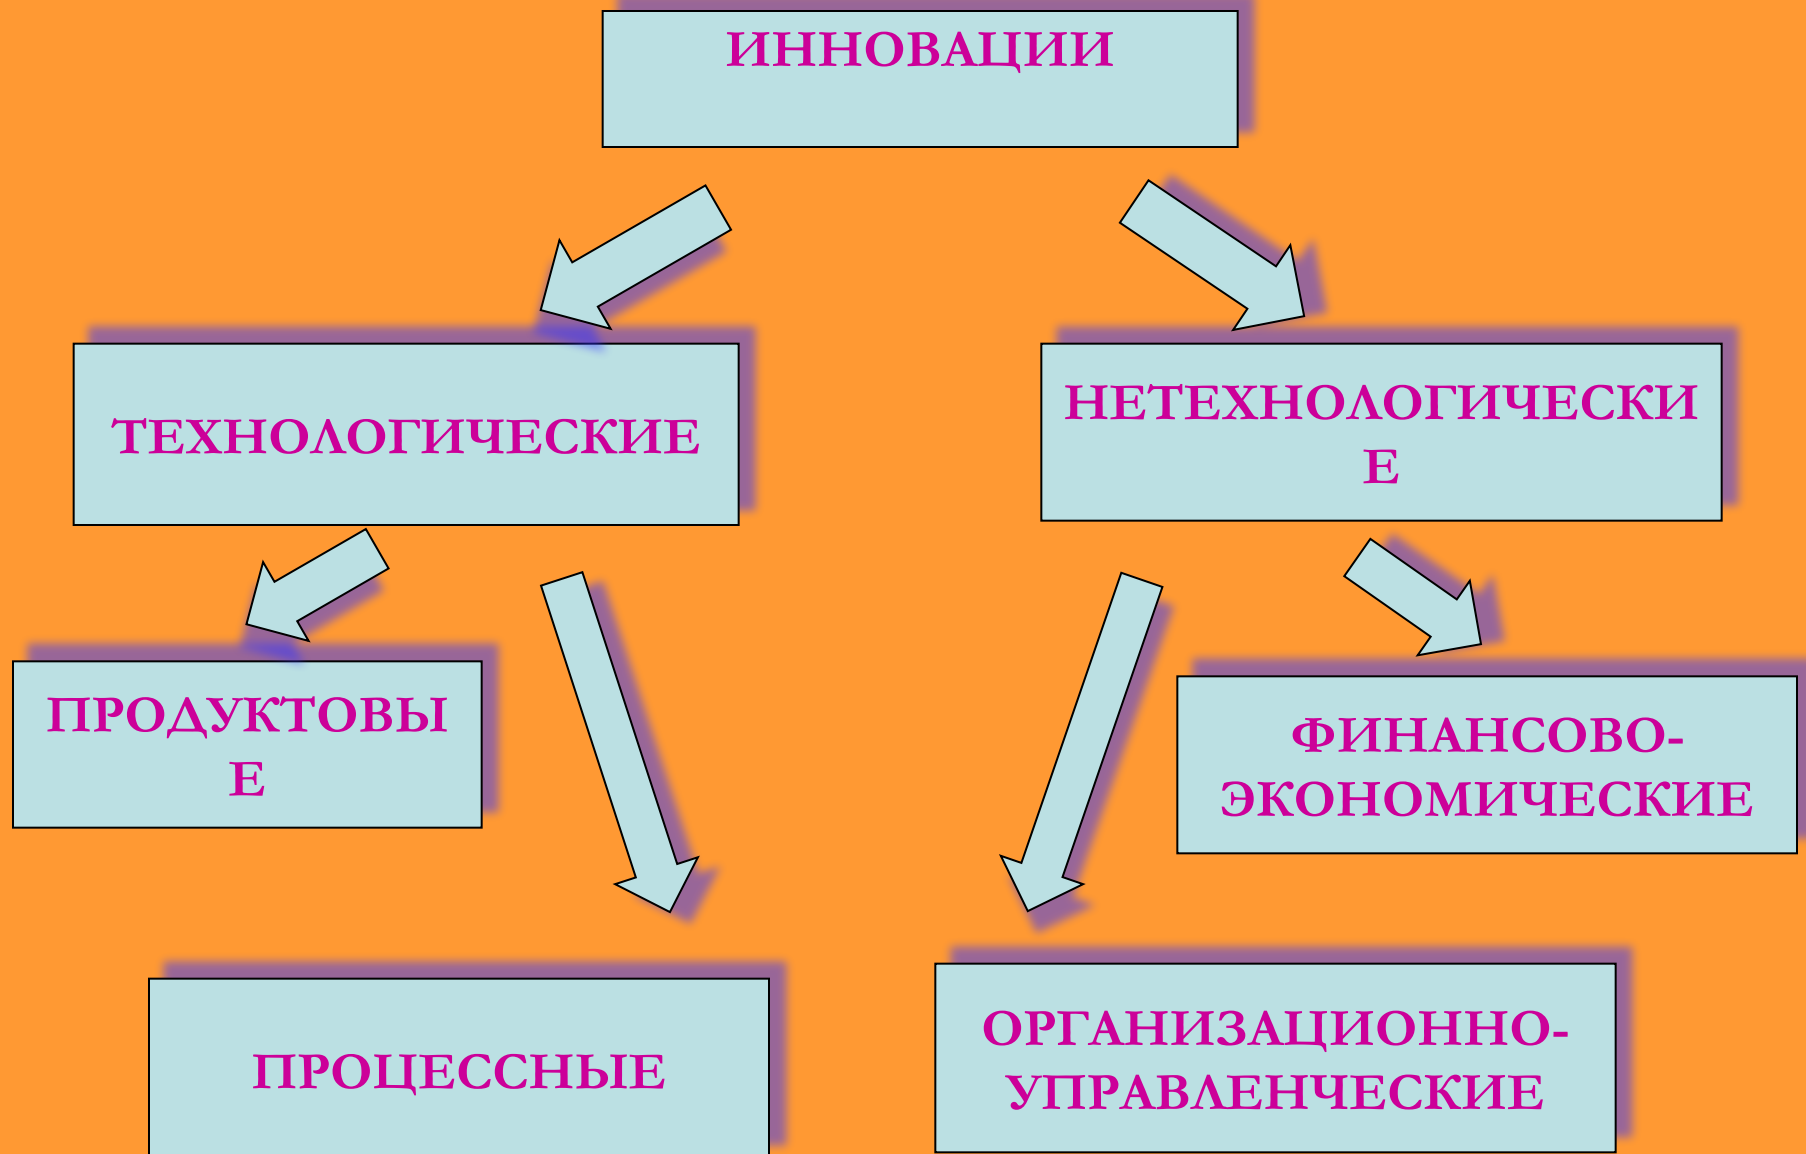 ИННОВАЦИИ
ТЕХНОЛОГИЧЕСКИЕ
НЕТЕХНОЛОГИЧЕСКИ
Е
ПРОДУКТОВЫ
Е
ФИНАНСОВО-
ЭКОНОМИЧЕСКИЕ
ПРОЦЕССНЫЕ
ОРГАНИЗАЦИОННО-
УПРАВЛЕНЧЕСКИЕ